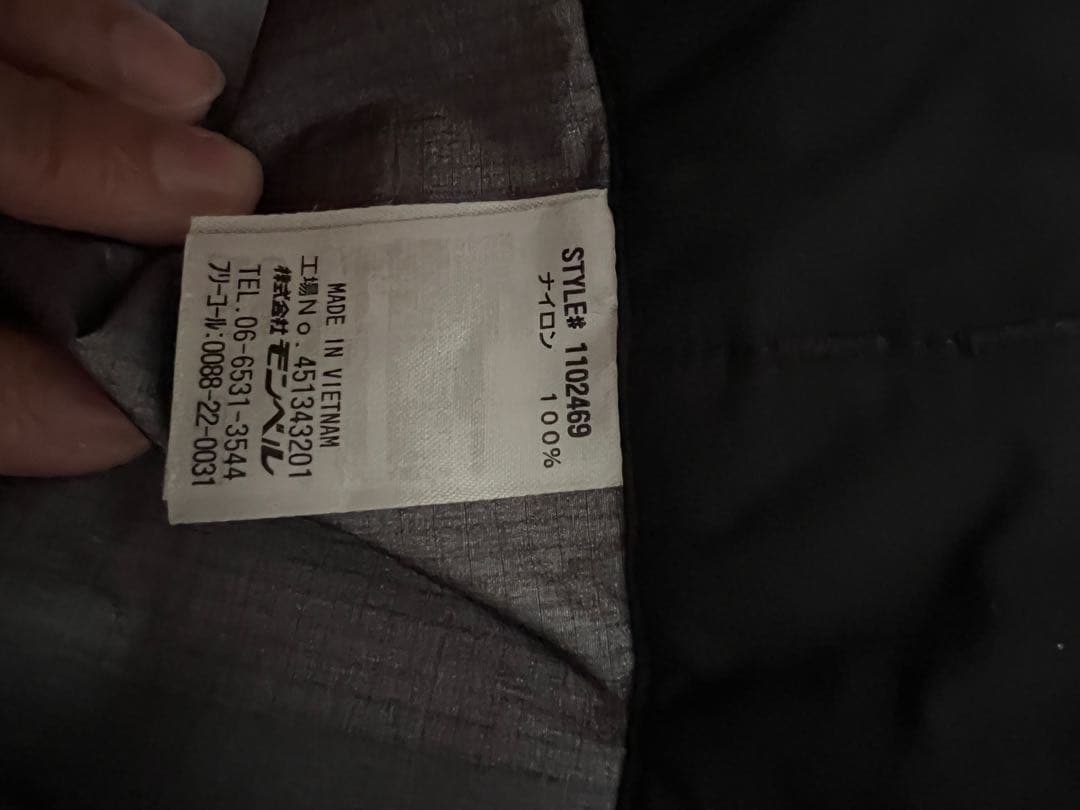 STYLE# 1102469
ナイロン 100%
MADE IN VIETNAM
工場No. 451343201
株式会社 モンベル
TEL. 06-6531-3544
フリーコール:0088-22-0031